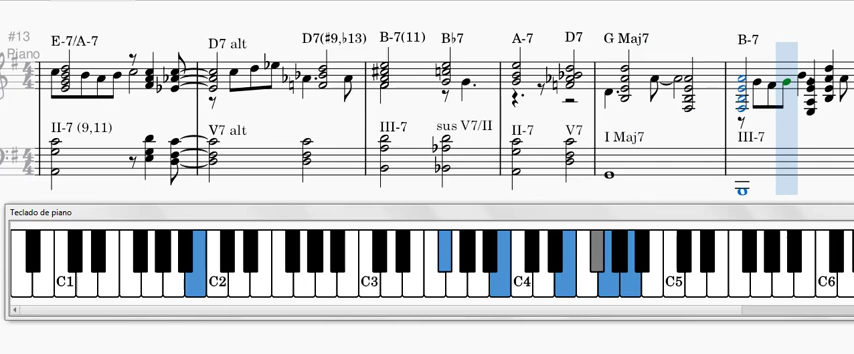 #13
Piano
E-7/A-7 D7 alt D7(♯9,♭13) B-7(11) B♭7 A-7 D7 G Maj7 B-7
II-7 (9,11) V7 alt III-7 sus V7/II II-7 V7 I Maj7 III-7
Teclado de piano
C1 C2 C3 C4 C5 C6